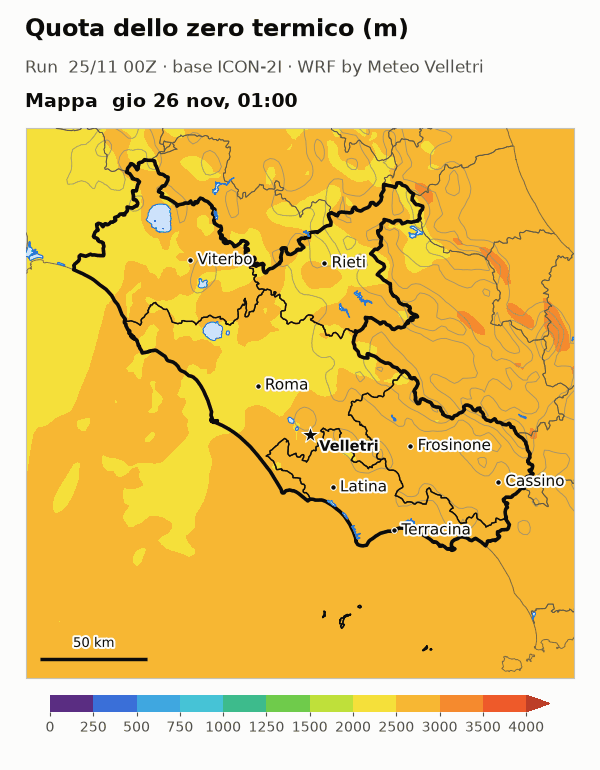 Quota dello zero termico (m)
Run  25/11 00Z · base ICON-2I · WRF by Meteo Velletri
Mappa  gio 26 nov, 01:00
Viterbo
Rieti
Roma
Velletri
Frosinone
Cassino
Latina
Terracina
50 km
0 250 500 750 1000 1250 1500 2000 2500 3000 3500 4000